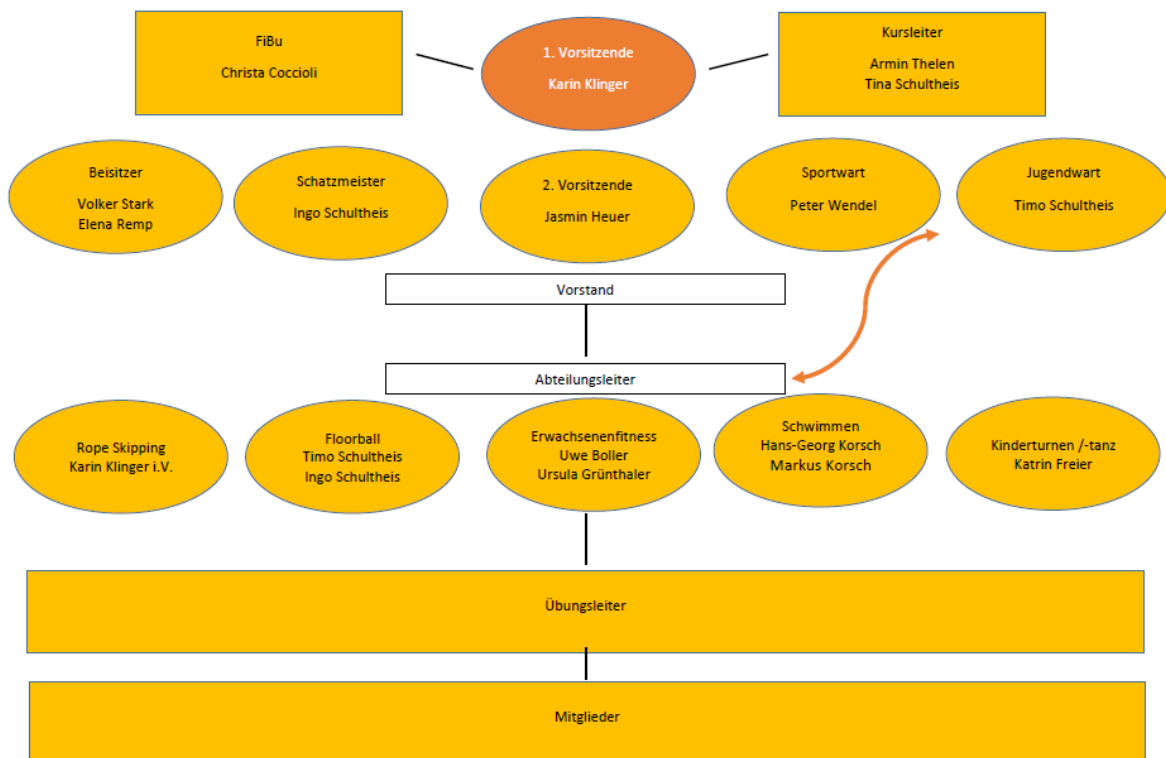 FiBu
Christa Coccioli
1. Vorsitzende
Karin Klinger
Kursleiter
Armin Thelen
Tina Schultheis
Beisitzer
Volker Stark
Elena Remp
Schatzmeister
Ingo Schultheis
2. Vorsitzende
Jasmin Heuer
Sportwart
Peter Wendel
Jugendwart
Timo Schultheis
Vorstand
Abteilungsleiter
Rope Skipping
Karin Klinger i.V.
Floorball
Timo Schultheis
Ingo Schultheis
Erwachsenenfitness
Uwe Boller
Ursula Grünthaler
Schwimmen
Hans-Georg Korsch
Markus Korsch
Kinderturnen /-tanz
Katrin Freier
Übungsleiter
Mitglieder